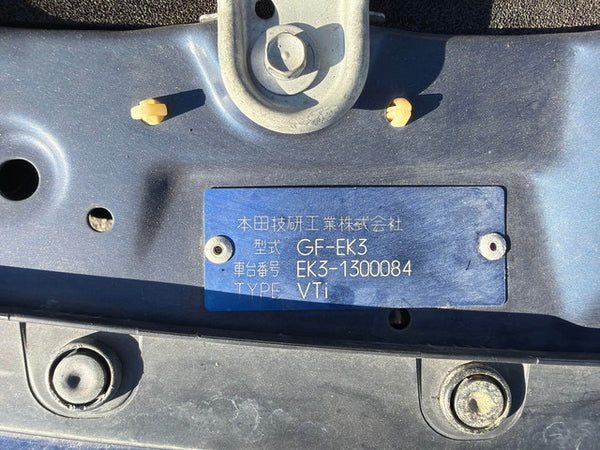 本田技研工業株式会社
型式 GF-EK3
車台番号 EK3-1300084
TYPE VTi